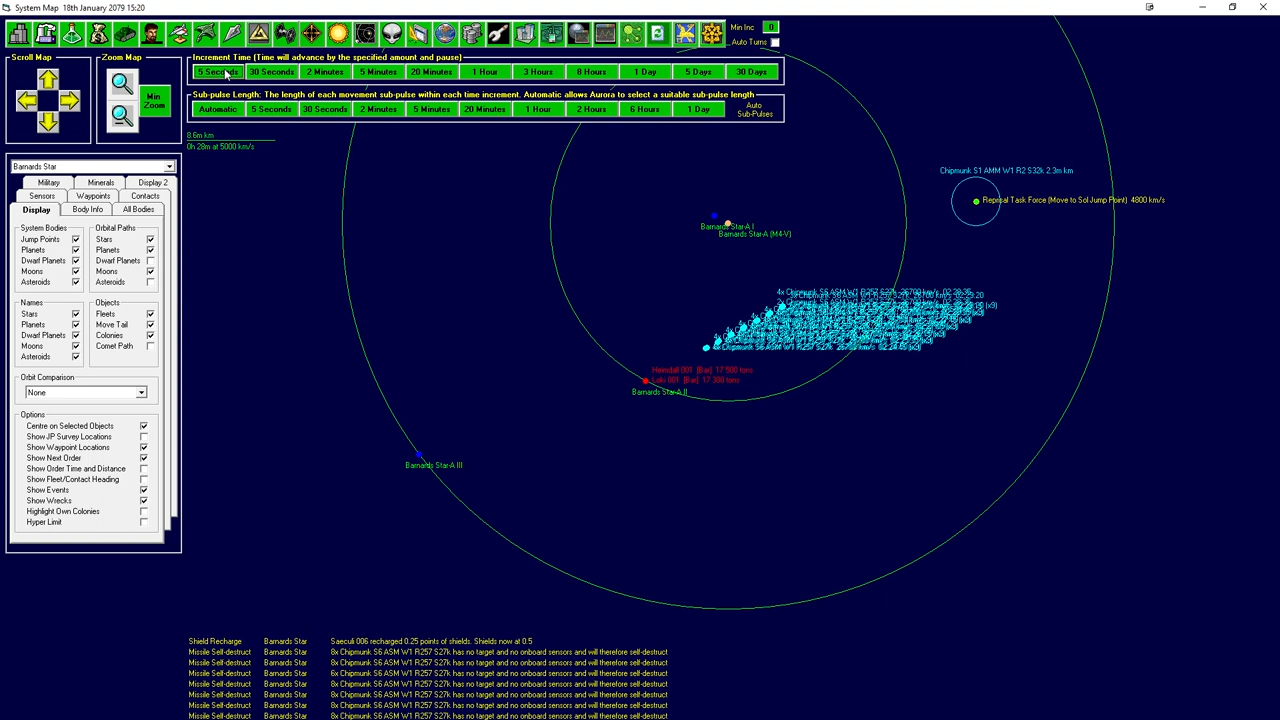 System Map   18th January 2079 15:20
Min Inc 0
Auto Turns
Scroll Map
Zoom Map
Min Zoom
Increment Time (Time will advance by the specified amount and pause)
5 Seconds 30 Seconds 2 Minutes 5 Minutes 20 Minutes 1 Hour 3 Hours 8 Hours 1 Day 5 Days 30 Days
Sub-pulse Length: The length of each movement sub-pulse within each time increment. Automatic allows Aurora to select a suitable sub-pulse length
Automatic 5 Seconds 30 Seconds 2 Minutes 5 Minutes 20 Minutes 1 Hour 2 Hours 6 Hours 1 Day
Auto Sub-Pulses
8.6m km
0h 28m at 5000 km/s
Barnards Star
Military Minerals Display 2
Sensors Waypoints Contacts
Display Body Info All Bodies
System Bodies
Jump Points
Planets
Dwarf Planets
Moons
Asteroids
Orbital Paths
Stars
Planets
Dwarf Planets
Moons
Asteroids
Names
Stars
Planets
Dwarf Planets
Moons
Asteroids
Objects
Fleets
Move Tail
Colonies
Comet Path
Orbit Comparison
None
Options
Centre on Selected Objects
Show JP Survey Locations
Show Waypoint Locations
Show Next Order
Show Order Time and Distance
Show Fleet/Contact Heading
Show Events
Show Wrecks
Highlight Own Colonies
Hyper Limit
Chipmunk S1 AMM W1 R2 S32k 2.3m km
Reprisal Task Force (Move to Sol Jump Point)  4800 km/s
Barnards Star-A I
Barnards Star-A (M4-V)
Heimdall 001  [Bar]  17 500 tons
Loki 001  [Bar]  17 300 tons
Barnards Star-A II
Barnards Star-A III
Shield Recharge Barnards Star Saeculi 006 recharged 0.25 points of shields. Shields now at 0.5
Missile Self-destruct Barnards Star 8x Chipmunk S6 ASM W1 R257 S27k has no target and no onboard sensors and will therefore self-destruct
Missile Self-destruct Barnards Star 8x Chipmunk S6 ASM W1 R257 S27k has no target and no onboard sensors and will therefore self-destruct
Missile Self-destruct Barnards Star 6x Chipmunk S6 ASM W1 R257 S27k has no target and no onboard sensors and will therefore self-destruct
Missile Self-destruct Barnards Star 8x Chipmunk S6 ASM W1 R257 S27k has no target and no onboard sensors and will therefore self-destruct
Missile Self-destruct Barnards Star 8x Chipmunk S6 ASM W1 R257 S27k has no target and no onboard sensors and will therefore self-destruct
Missile Self-destruct Barnards Star 8x Chipmunk S6 ASM W1 R257 S27k has no target and no onboard sensors and will therefore self-destruct
Missile Self-destruct Barnards Star 8x Chipmunk S6 ASM W1 R257 S27k has no target and no onboard sensors and will therefore self-destruct